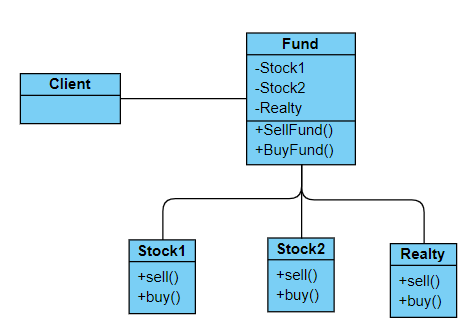 Fund
-Stock1
-Stock2
-Realty
+SellFund()
+BuyFund()
Client
Stock1
+sell()
+buy()
Stock2
+sell()
+buy()
Realty
+sell()
+buy()